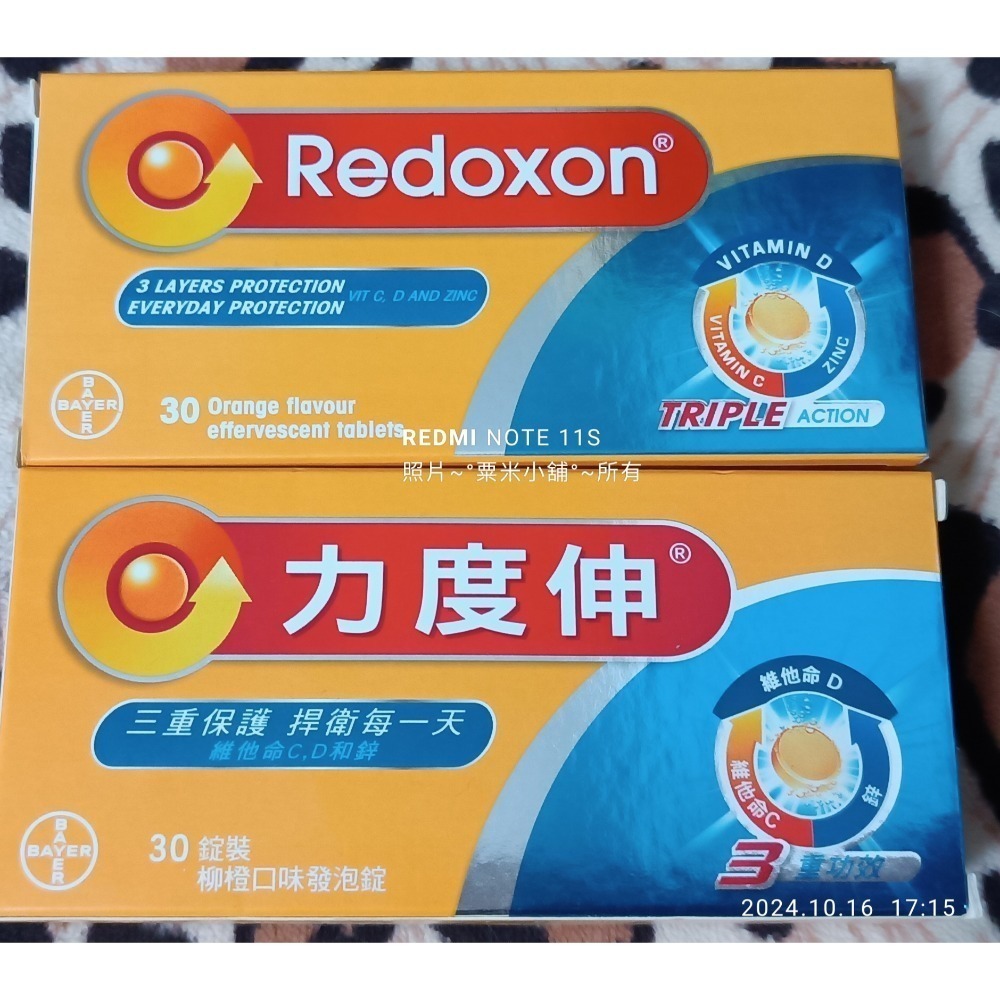 Redoxon®
3 LAYERS PROTECTION
EVERYDAY PROTECTION
VIT C, D AND ZINC
VITAMIN D
VITAMIN C
ZINC
TRIPLE ACTION
BAYER
BAYER
30 Orange flavour
effervescent tablets
REDMI NOTE 11S
照片~°粟米小舖°~所有
力度伸®
三重保護 捍衛每一天
維他命C,D和鋅
維他命 D
維他命C
鋅
3重功效
BAYER
BAYER
30 錠裝
柳橙口味發泡錠
2024.10.16 17:15